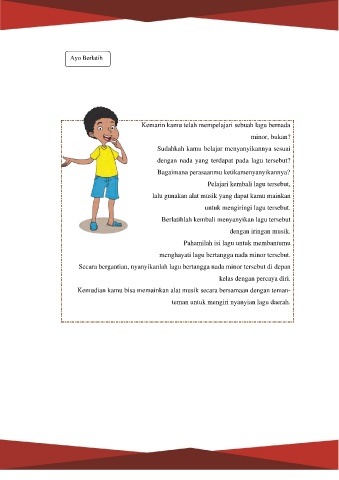 Ayo Berlatih
Kemarin kamu telah mempelajari sebuah lagu bernada
minor, bukan?
Sudahkah kamu belajar menyanyikannya sesuai
dengan nada yang terdapat pada lagu tersebut?
Bagaimana perasaanmu ketikamenyanyikannya?
Pelajari kembali lagu tersebut,
lalu gunakan alat musik yang dapat kamu mainkan
untuk mengiringi lagu tersebut.
Berlatihlah kembali menyanyikan lagu tersebut
dengan iringan musik.
Pahamilah isi lagu untuk membantumu
menghayati lagu bertangga nada minor tersebut.
Secara bergantian, nyanyikanlah lagu bertangga nada minor tersebut di depan
kelas dengan percaya diri.
Kemudian kamu bisa memainkan alat musik secara bersamaan dengan teman-
teman untuk mengiri nyanyian lagu daerah.